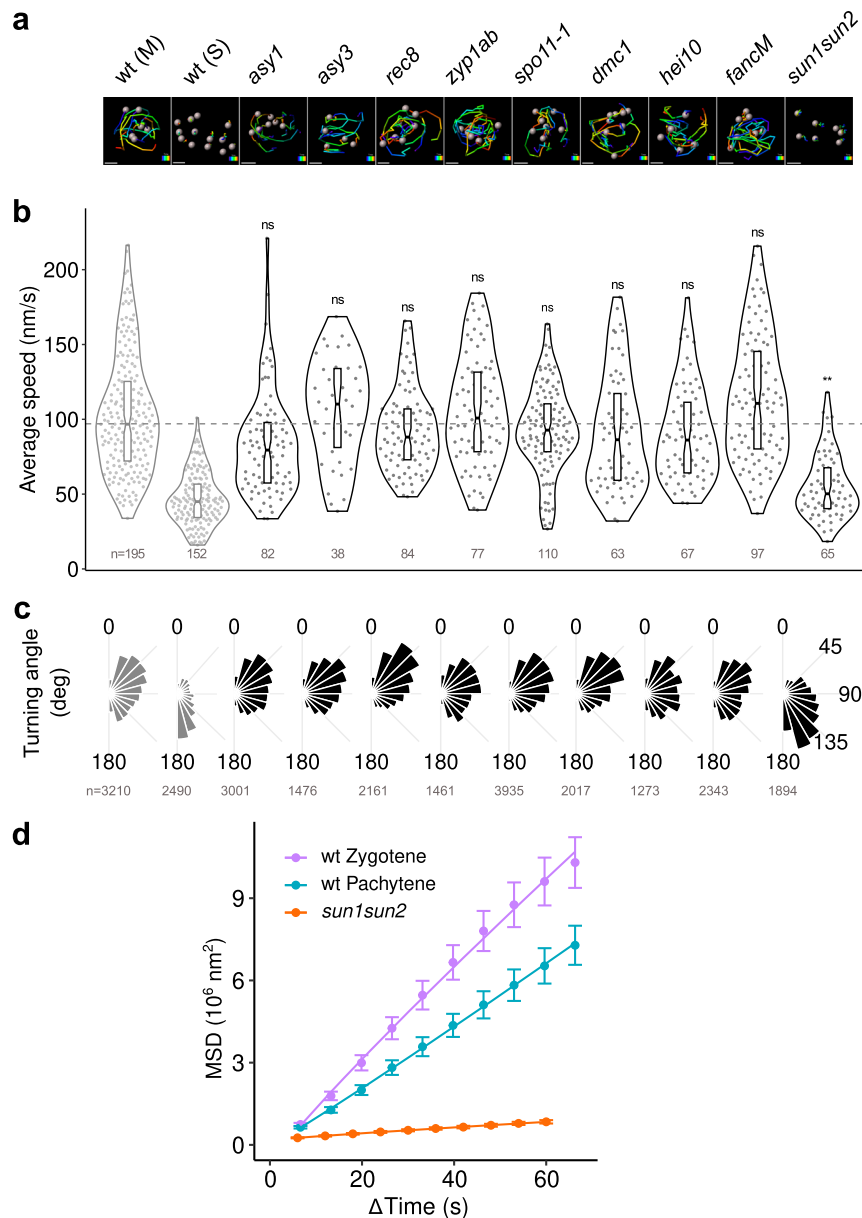 a
wt (M) wt (S) asy1 asy3 rec8 zyp1ab spo11-1 dmc1 hei10 fancM sun1sun2
b
Average speed (nm/s)
200
150
100
50
0
ns ns ns ns ns ns ns ns **
n=195 152 82 38 84 77 110 63 67 97 65
c
Turning angle
(deg)
0 0 0 0 0 0 0 0 0 0 0
45
90
135
180 180 180 180 180 180 180 180 180 180 180
n=3210 2490 3001 1476 2161 1461 3935 2017 1273 2343 1894
d
wt Zygotene
wt Pachytene
sun1sun2
MSD (10⁶ nm²)
9
6
3
0
0 20 40 60
ΔTime (s)